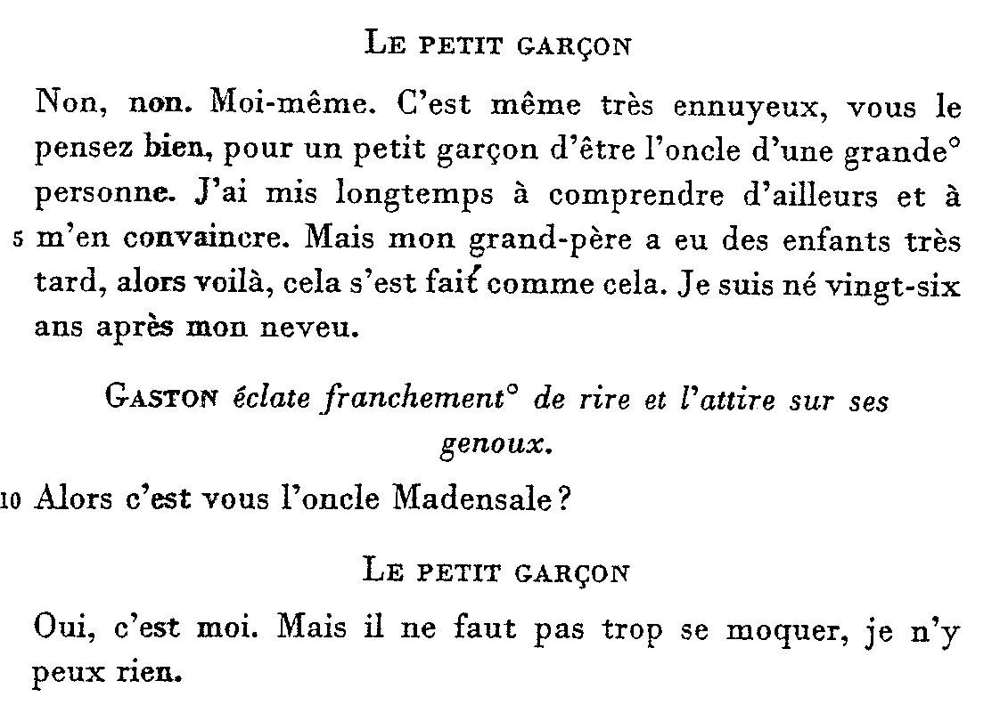 LE PETIT GARÇON
Non, non. Moi-même. C'est même très ennuyeux, vous le
pensez bien, pour un petit garçon d'être l'oncle d'une grande°
personne. J'ai mis longtemps à comprendre d'ailleurs et à
5 m'en convaincre. Mais mon grand-père a eu des enfants très
tard, alors voilà, cela s'est fait comme cela. Je suis né vingt-six
ans après mon neveu.
GASTON éclate franchement° de rire et l'attire sur ses
genoux.
10 Alors c'est vous l'oncle Madensale?
LE PETIT GARÇON
Oui, c'est moi. Mais il ne faut pas trop se moquer, je n'y
peux rien.